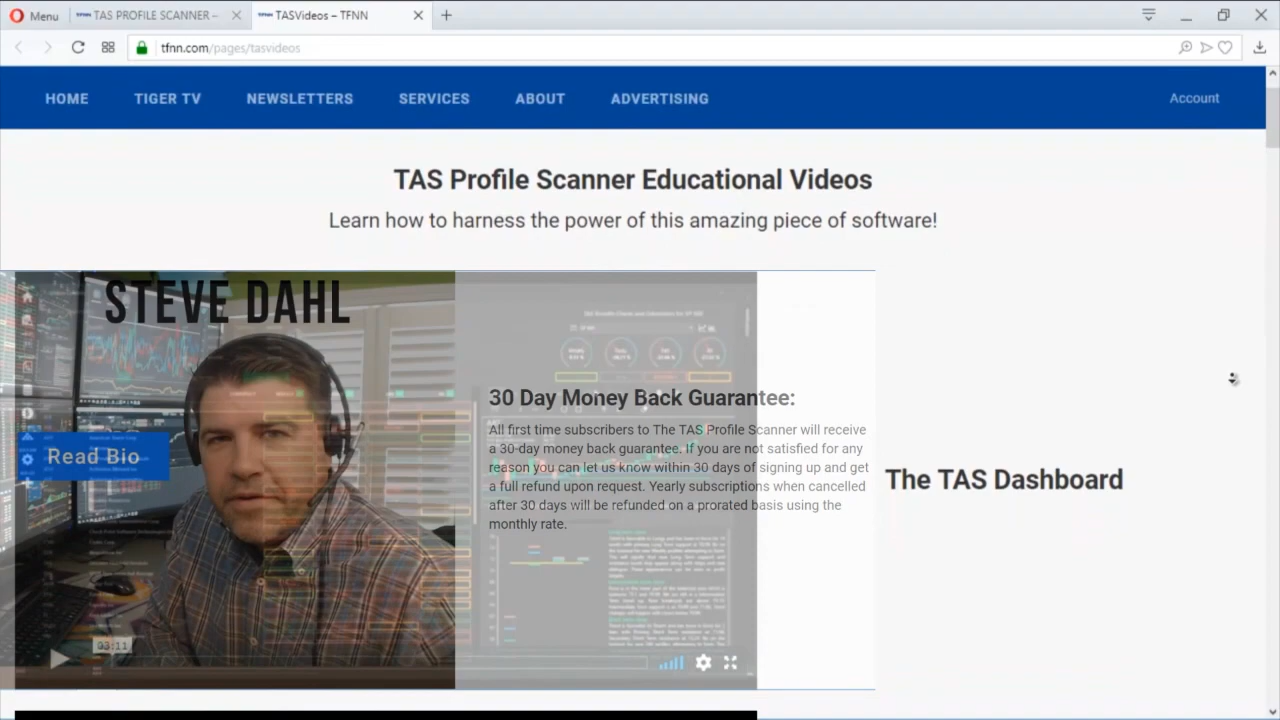 Menu
TAS PROFILE SCANNER –
TASVideos – TFNN
tfnn.com/pages/tasvideos
HOME
TIGER TV
NEWSLETTERS
SERVICES
ABOUT
ADVERTISING
Account
TAS Profile Scanner Educational Videos
Learn how to harness the power of this amazing piece of software!
STEVE DAHL
Read Bio
03:11
30 Day Money Back Guarantee:
All first time subscribers to The TAS Profile Scanner will receive
a 30-day money back guarantee. If you are not satisfied for any
reason you can let us know within 30 days of signing up and get
a full refund upon request. Yearly subscriptions when cancelled
after 30 days will be refunded on a prorated basis using the
monthly rate.
The TAS Dashboard